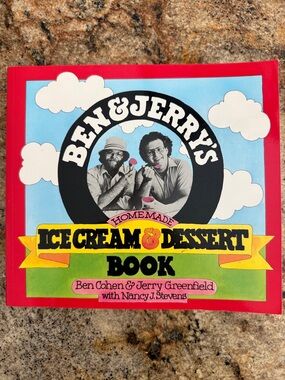 BEN & JERRY'S
HOMEMADE
ICE CREAM & DESSERT
BOOK
Ben Cohen & Jerry Greenfield
with Nancy J. Stevens